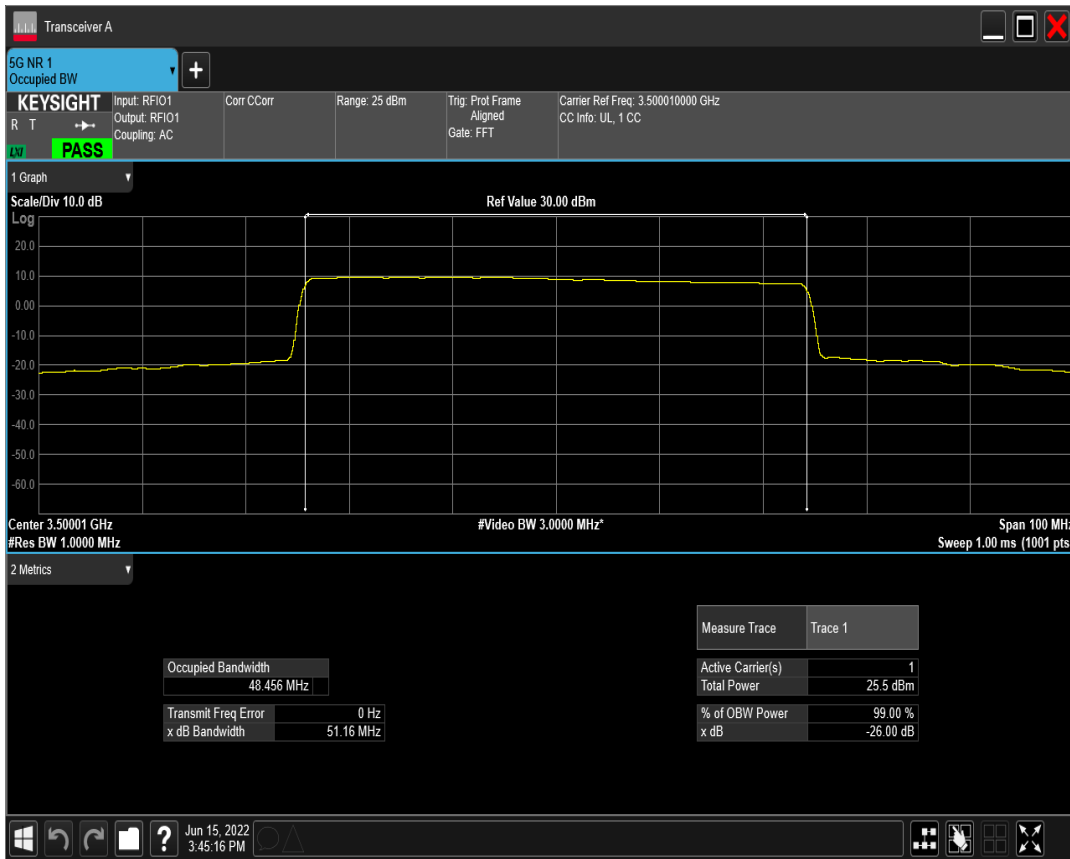 Transceiver A
5G NR 1
Occupied BW
+
KEYSIGHT
R T
LXI
PASS
Input: RFIO1
Output: RFIO1
Coupling: AC
Corr CCorr
Range: 25 dBm
Trig: Prot Frame
Aligned
Gate: FFT
Carrier Ref Freq: 3.500010000 GHz
CC Info: UL, 1 CC
1 Graph
Scale/Div 10.0 dB
Ref Value 30.00 dBm
Log
20.0
10.0
0.00
-10.0
-20.0
-30.0
-40.0
-50.0
-60.0
Center 3.50001 GHz
#Video BW 3.0000 MHz*
Span 100 MHz
#Res BW 1.0000 MHz
Sweep 1.00 ms (1001 pts
2 Metrics
Measure Trace Trace 1
Occupied Bandwidth
48.456 MHz
Active Carrier(s) 1
Total Power 25.5 dBm
Transmit Freq Error 0 Hz
x dB Bandwidth 51.16 MHz
% of OBW Power 99.00 %
x dB -26.00 dB
?
Jun 15, 2022
3:45:16 PM